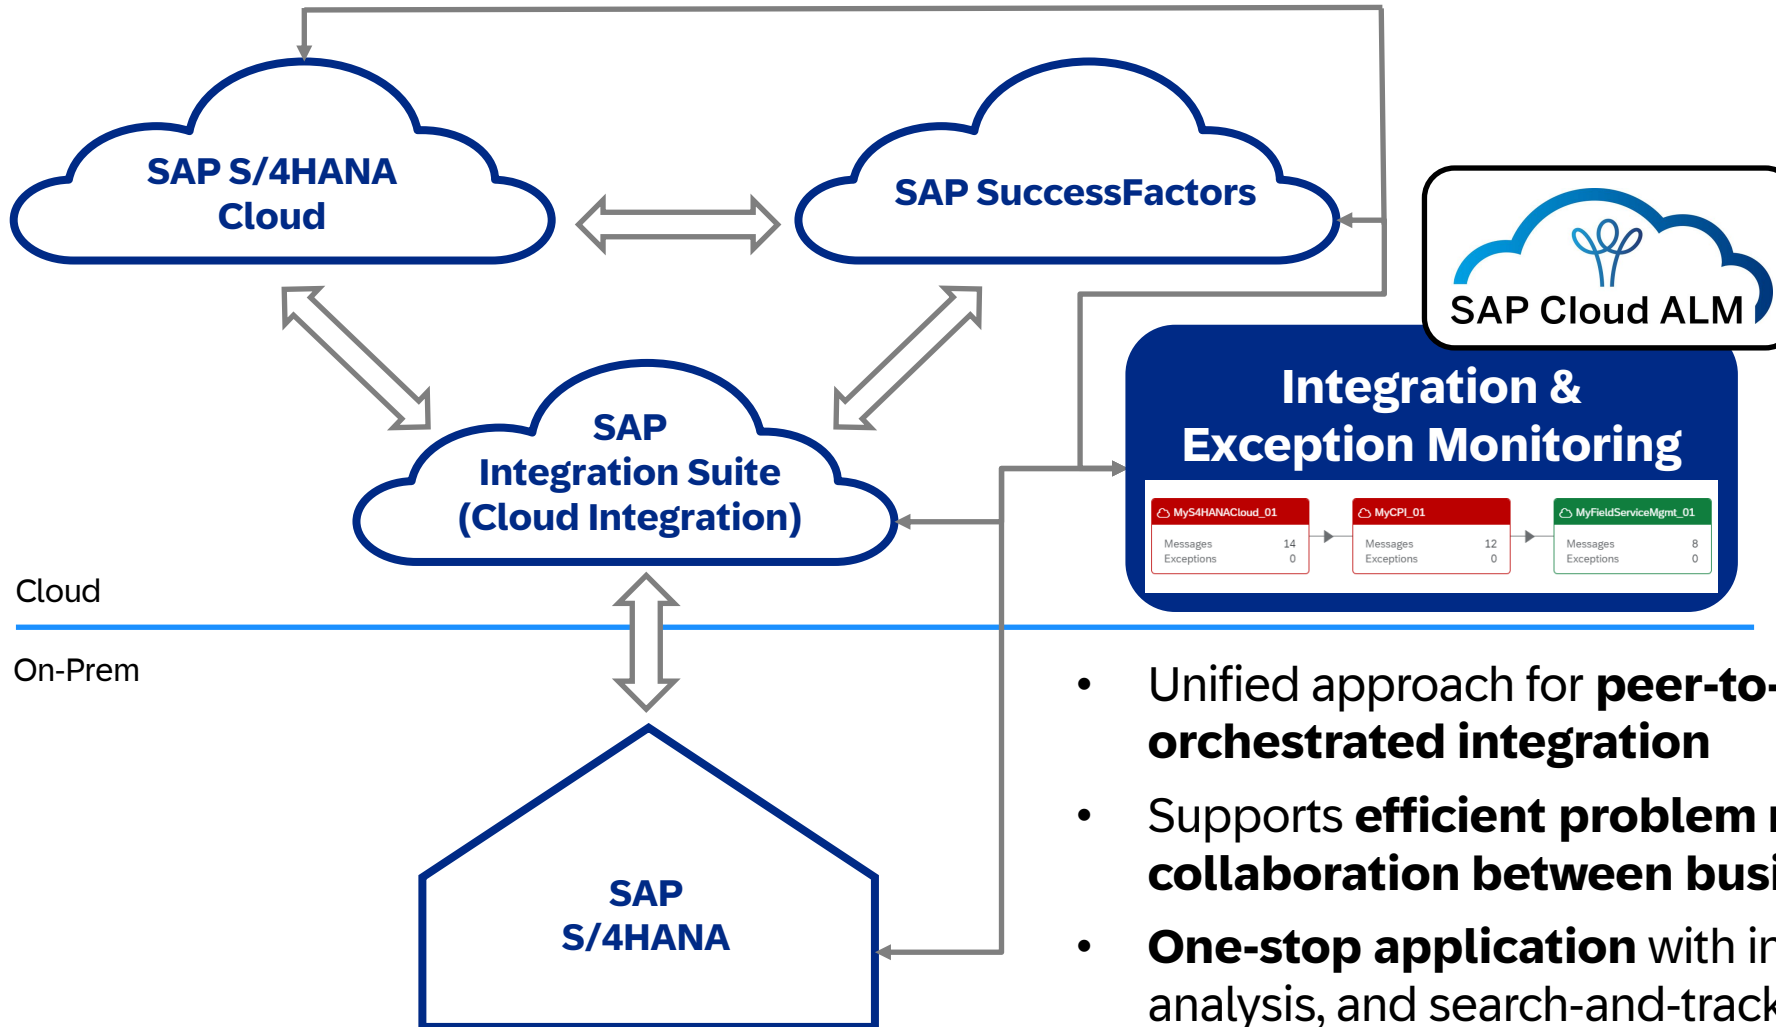 SAP S/4HANA
Cloud
SAP SuccessFactors
SAP Cloud ALM
SAP
Integration Suite
(Cloud Integration)
Integration &
Exception Monitoring
MyS4HANACloud_01
Messages 14
Exceptions 0
MyCPI_01
Messages 12
Exceptions 0
MyFieldServiceMgmt_01
Messages 8
Exceptions 0
Cloud
On-Prem
SAP
S/4HANA
• Unified approach for peer-to-
orchestrated integration
• Supports efficient problem
collaboration between busi
• One-stop application with in
analysis, and search-and-track